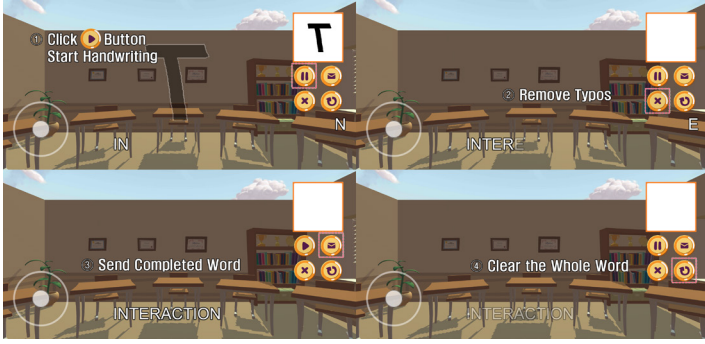 ① Click Button
Start Handwriting
T
T
N
IN
② Remove Typos
E
INTERE
③ Send Completed Word
INTERACTION
④ Clear the Whole Word
INTERACTION